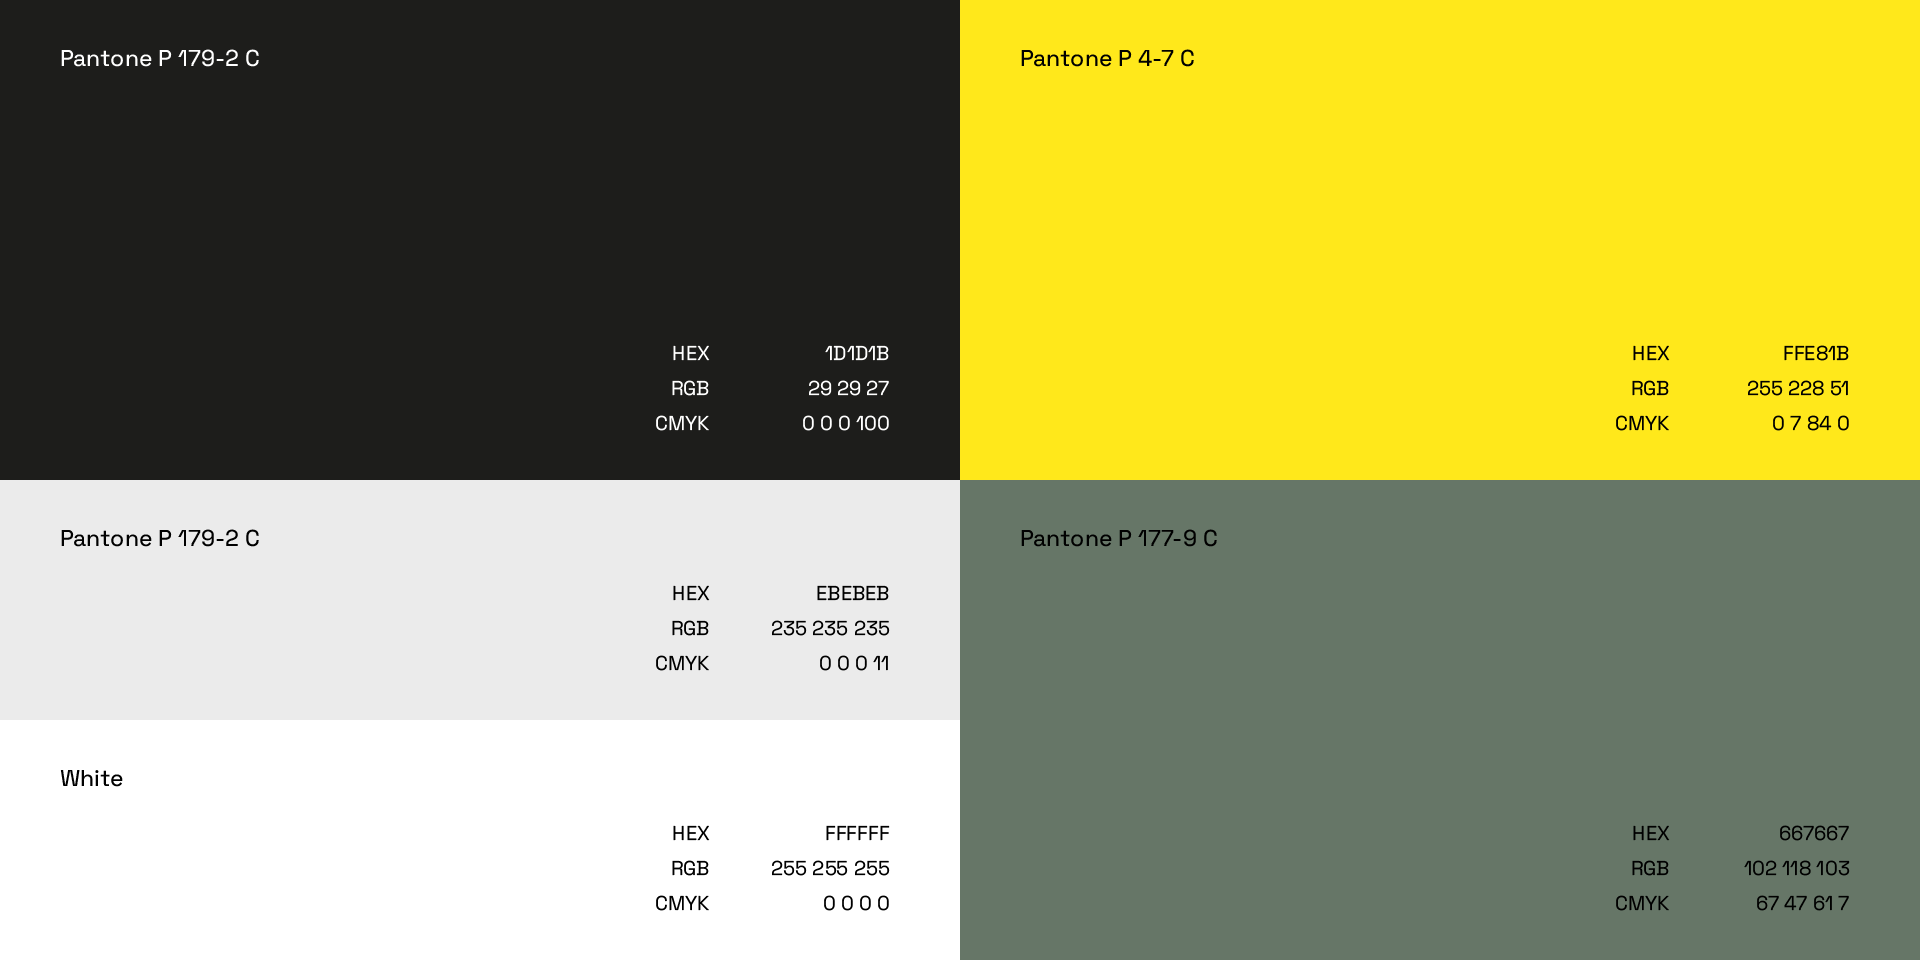 Pantone P 179-2 C
HEX 1D1D1B
RGB 29 29 27
CMYK 0 0 0 100
Pantone P 4-7 C
HEX FFE81B
RGB 255 228 51
CMYK 0 7 84 0
Pantone P 179-2 C
HEX EBEBEB
RGB 235 235 235
CMYK 0 0 0 11
White
HEX FFFFFF
RGB 255 255 255
CMYK 0 0 0 0
Pantone P 177-9 C
HEX 667667
RGB 102 118 103
CMYK 67 47 61 7